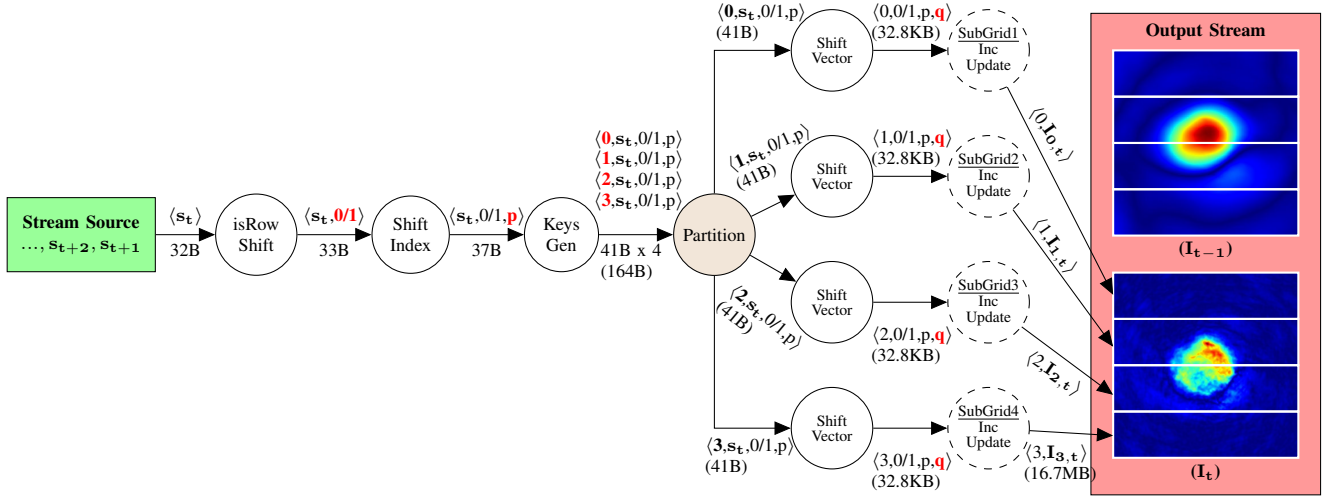 ⟨0,s_t,0/1,p⟩
(41B)
Shift
Vector
⟨0,0/1,p,q⟩
(32.8KB)
SubGrid1
Inc
Update
⟨0,I_{0,t}⟩
Output Stream
(I_{t−1})
⟨1,s_t,0/1,p⟩
(41B)
Shift
Vector
⟨1,0/1,p,q⟩
(32.8KB)
SubGrid2
Inc
Update
⟨1,I_{1,t}⟩
Stream Source
..., s_{t+2}, s_{t+1}
⟨s_t⟩
32B
isRow
Shift
⟨s_t,0/1⟩
33B
Shift
Index
⟨s_t,0/1,p⟩
37B
Keys
Gen
⟨0,s_t,0/1,p⟩
⟨1,s_t,0/1,p⟩
⟨2,s_t,0/1,p⟩
⟨3,s_t,0/1,p⟩
41B x 4
(164B)
Partition
⟨2,s_t,0/1,p⟩
(41B)
Shift
Vector
⟨2,0/1,p,q⟩
(32.8KB)
SubGrid3
Inc
Update
⟨2,I_{2,t}⟩
⟨3,s_t,0/1,p⟩
(41B)
Shift
Vector
⟨3,0/1,p,q⟩
(32.8KB)
SubGrid4
Inc
Update
⟨3,I_{3,t}⟩
(16.7MB)
(I_t)